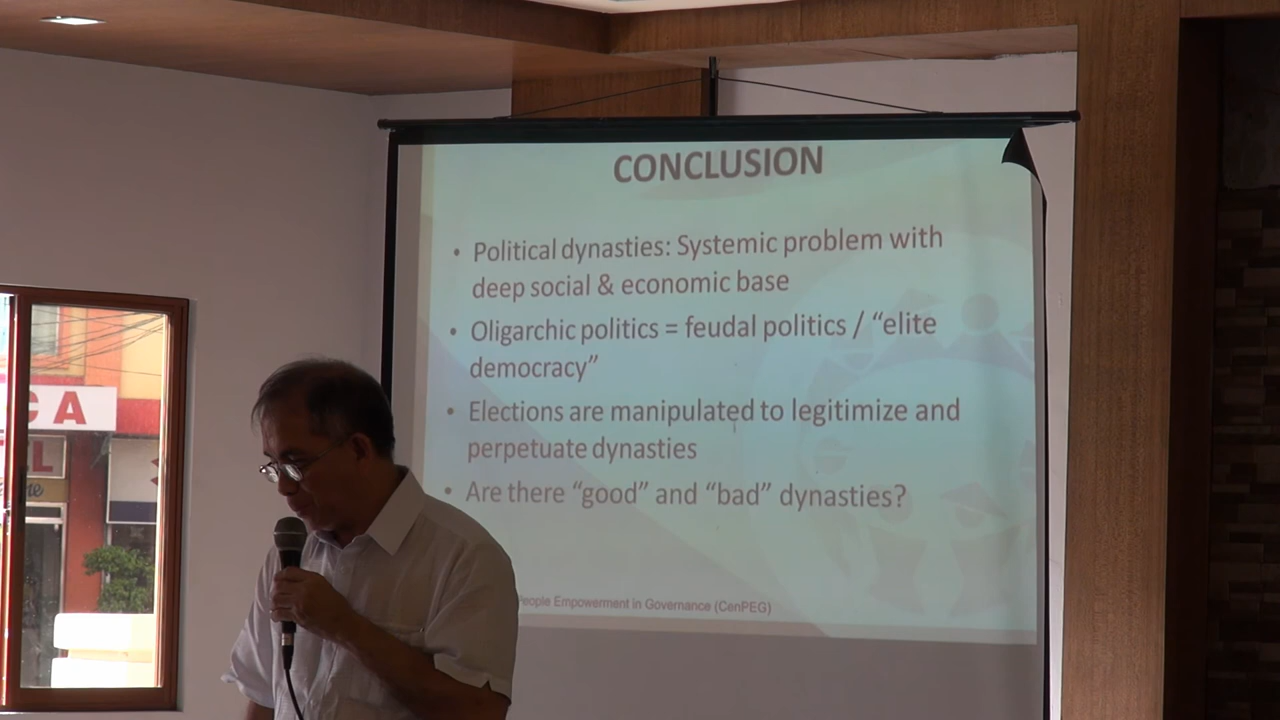 CONCLUSION
• Political dynasties: Systemic problem with
deep social & economic base
• Oligarchic politics = feudal politics / “elite
democracy”
• Elections are manipulated to legitimize and
perpetuate dynasties
• Are there “good” and “bad” dynasties?
People Empowerment in Governance (CenPEG)
CA
L